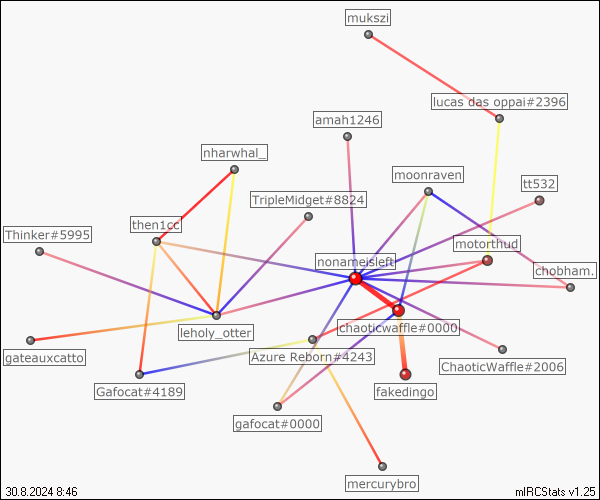 mukszi
lucas das oppai#2396
amah1246
nharwhal_
moonraven
tt532
TripleMidget#8824
then1cc
Thinker#5995
motorthud
nonameisleft
chobham.
leholy_otter
chaoticwaffle#0000
gateauxcatto
Azure Reborn#4243
ChaoticWaffle#2006
Gafocat#4189
fakedingo
gafocat#0000
mercurybro
30.8.2024 8:46
mIRCStats v1.25